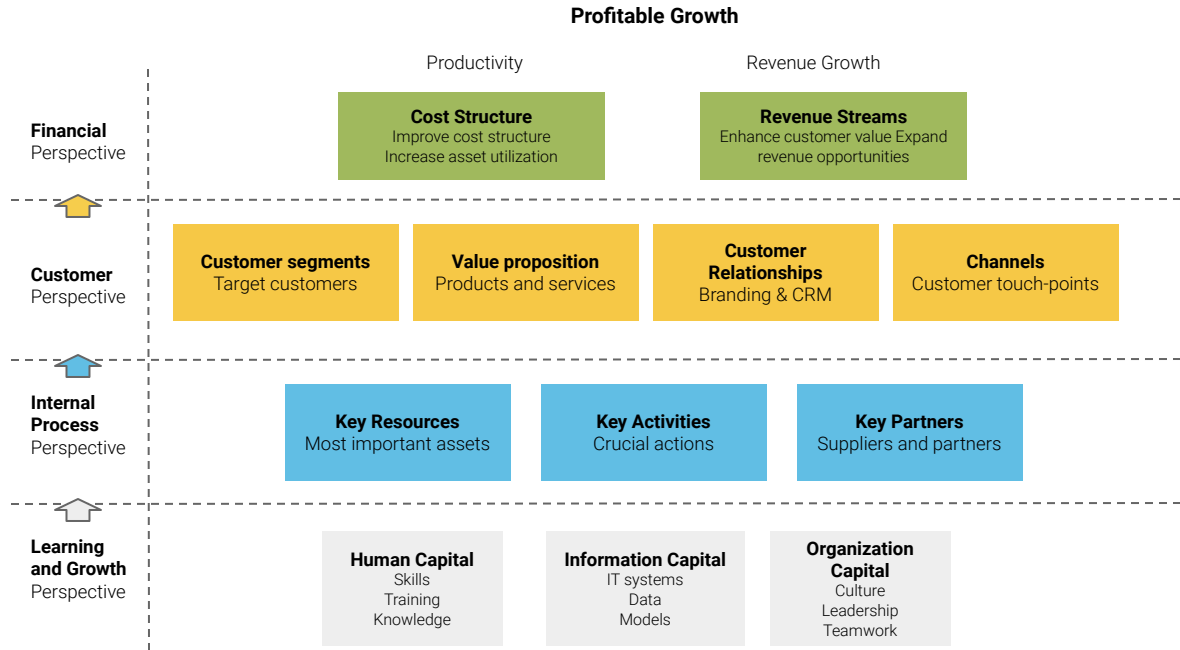 Profitable Growth
Productivity
Revenue Growth
Financial
Perspective
Cost Structure
Improve cost structure
Increase asset utilization
Revenue Streams
Enhance customer value Expand
revenue opportunities
Customer
Perspective
Customer segments
Target customers
Value proposition
Products and services
Customer
Relationships
Branding & CRM
Channels
Customer touch-points
Internal
Process
Perspective
Key Resources
Most important assets
Key Activities
Crucial actions
Key Partners
Suppliers and partners
Learning
and Growth
Perspective
Human Capital
Skills
Training
Knowledge
Information Capital
IT systems
Data
Models
Organization
Capital
Culture
Leadership
Teamwork